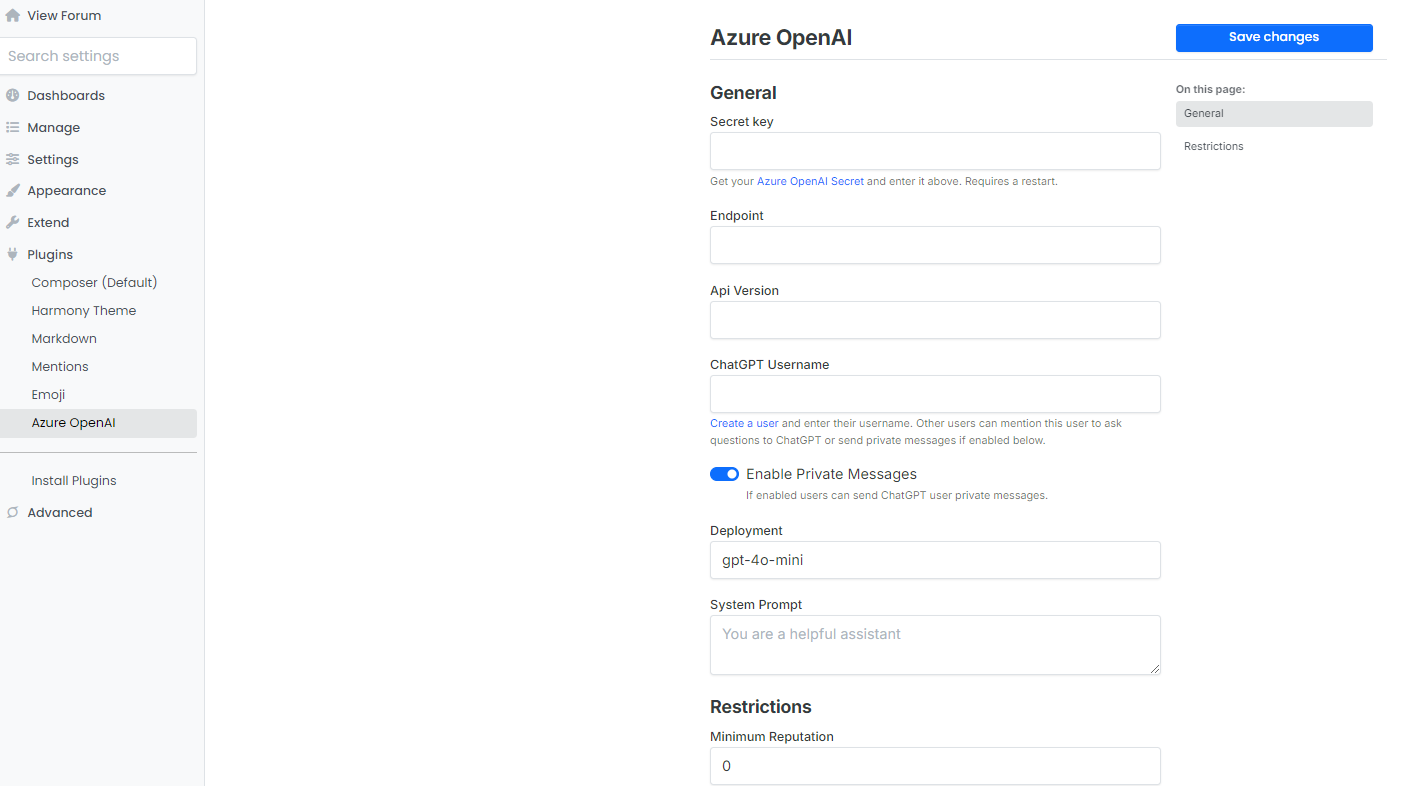 View Forum
Search settings
Dashboards
Manage
Settings
Appearance
Extend
Plugins
Composer (Default)
Harmony Theme
Markdown
Mentions
Emoji
Azure OpenAI
Install Plugins
Advanced
Azure OpenAI
General
Secret key
Get your Azure OpenAI Secret and enter it above. Requires a restart.
Endpoint
Api Version
ChatGPT Username
Create a user and enter their username. Other users can mention this user to ask
questions to ChatGPT or send private messages if enabled below.
Enable Private Messages
If enabled users can send ChatGPT user private messages.
Deployment
gpt-4o-mini
System Prompt
You are a helpful assistant
Restrictions
Minimum Reputation
0
Save changes
On this page:
General
Restrictions